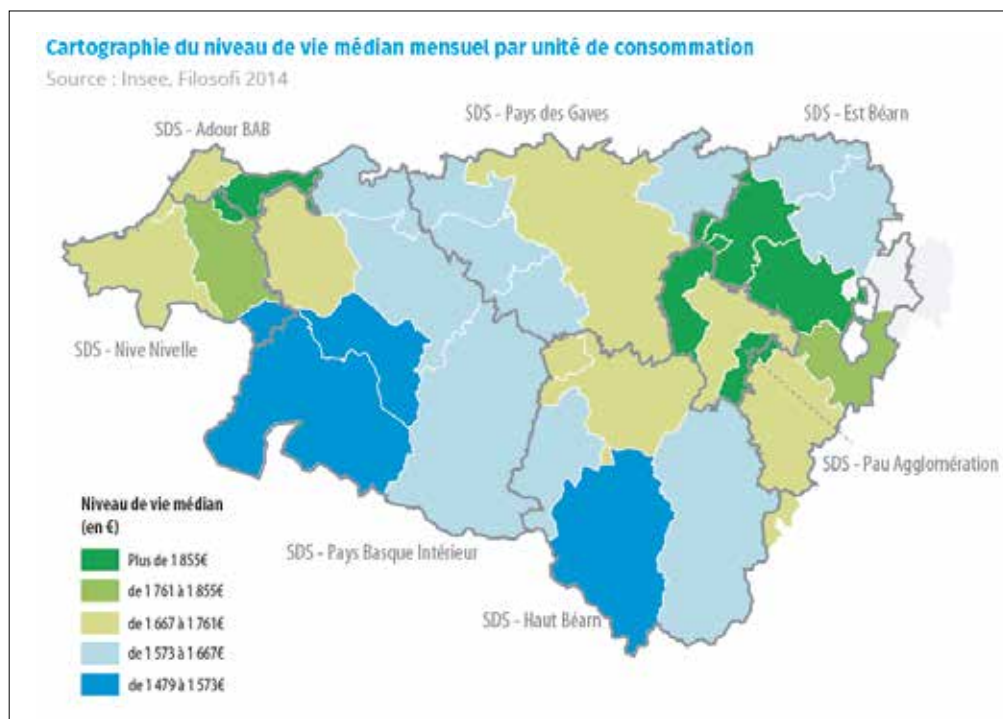 Cartographie du niveau de vie médian mensuel par unité de consommation
Source : Insee, Filosofi 2014
SDS - Adour BAB
SDS - Pays des Gaves
SDS - Est Béarn
SDS - Nive Nivelle
SDS - Pau Agglomération
SDS - Pays Basque Intérieur
SDS - Haut Béarn
Niveau de vie médian
(en €)
Plus de 1 855€
de 1 761 à 1 855€
de 1 667 à 1 761€
de 1 573 à 1 667€
de 1 479 à 1 573€